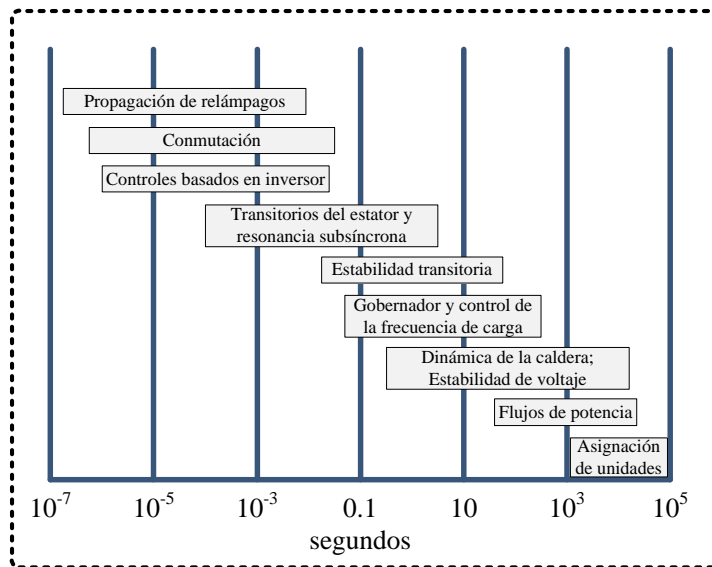 Propagación de relámpagos
Conmutación
Controles basados en inversor
Transitorios del estator y
resonancia subsíncrona
Estabilidad transitoria
Gobernador y control de
la frecuencia de carga
Dinámica de la caldera;
Estabilidad de voltaje
Flujos de potencia
Asignación
de unidades
10⁻⁷ 10⁻⁵ 10⁻³ 0.1 10 10³ 10⁵
segundos